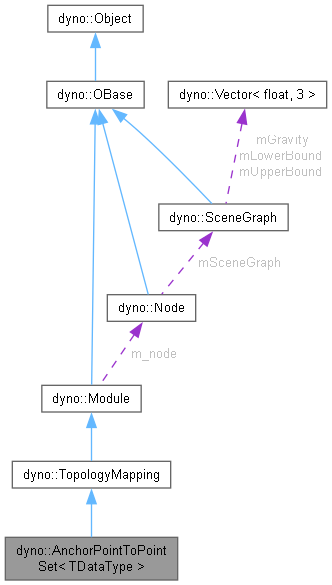 dyno::Object
dyno::OBase
dyno::Vector< float, 3 >
mGravity
mLowerBound
mUpperBound
dyno::SceneGraph
mSceneGraph
dyno::Node
m_node
dyno::Module
dyno::TopologyMapping
dyno::AnchorPointToPoint
Set< TDataType >